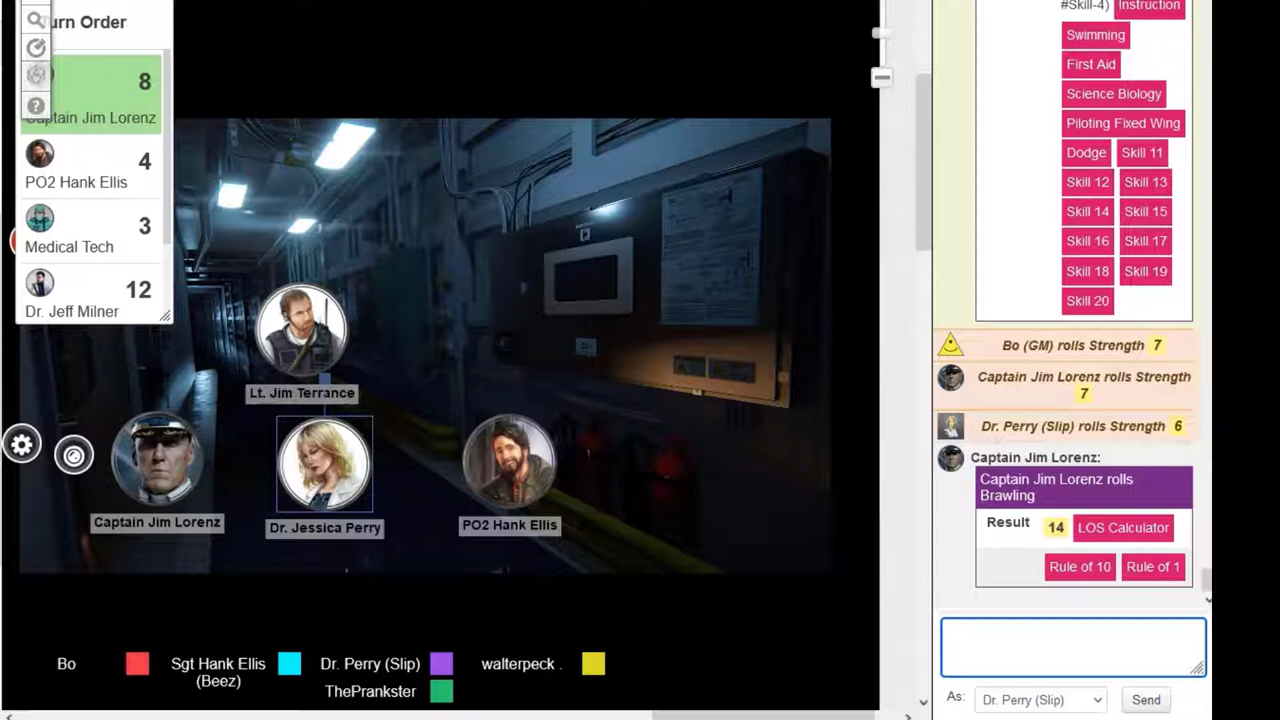 urn Order
8
Captain Jim Lorenz
4
PO2 Hank Ellis
3
Medical Tech
12
Dr. Jeff Milner
Lt. Jim Terrance
Captain Jim Lorenz
Dr. Jessica Perry
PO2 Hank Ellis
Bo
Sgt Hank Ellis
(Beez)
Dr. Perry (Slip)
walterpeck .
ThePrankster
#Skill-4) Instruction
Swimming
First Aid
Science Biology
Piloting Fixed Wing
Dodge Skill 11
Skill 12 Skill 13
Skill 14 Skill 15
Skill 16 Skill 17
Skill 18 Skill 19
Skill 20
Bo (GM) rolls Strength 7
Captain Jim Lorenz rolls Strength
7
Dr. Perry (Slip) rolls Strength 6
Captain Jim Lorenz:
Captain Jim Lorenz rolls
Brawling
Result 14 LOS Calculator
Rule of 10 Rule of 1
As: Dr. Perry (Slip) Send